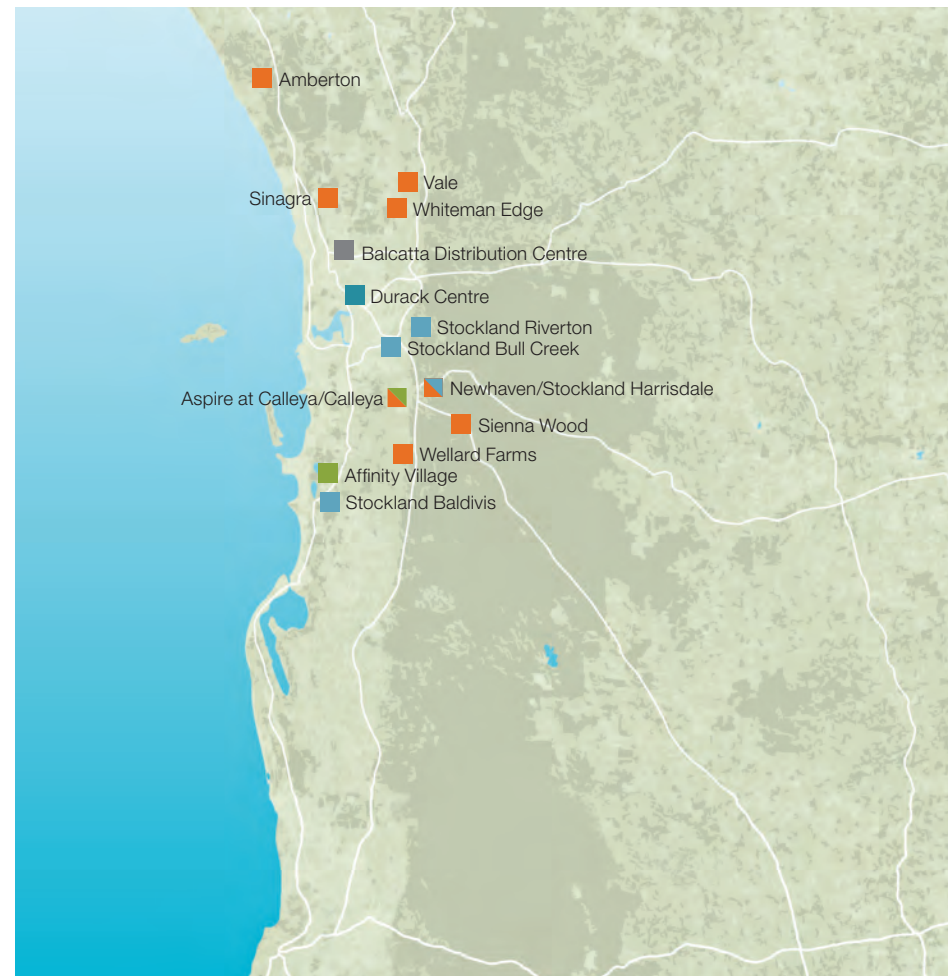 Amberton
Vale
Sinagra
Whiteman Edge
Balcatta Distribution Centre
Durack Centre
Stockland Riverton
Stockland Bull Creek
Newhaven/Stockland Harrisdale
Aspire at Calleya/Calleya
Sienna Wood
Wellard Farms
Affinity Village
Stockland Baldivis